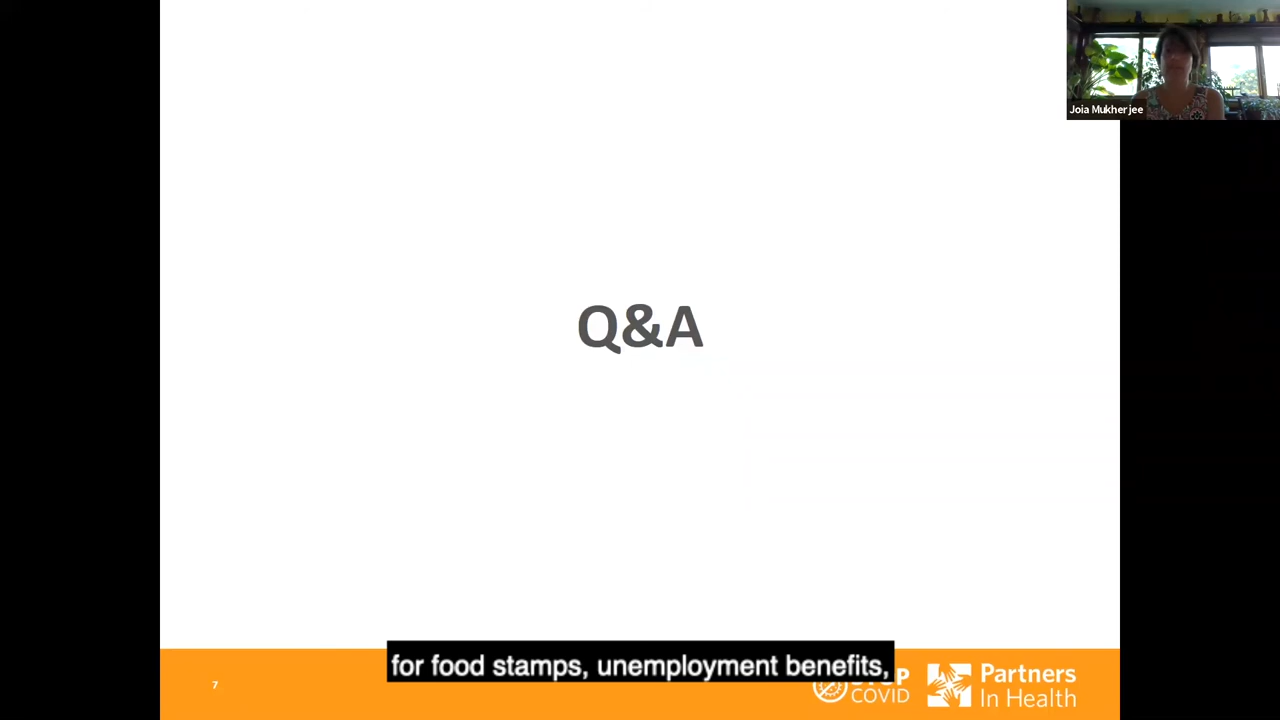 Joia Mukherjee
Q&A
for food stamps, unemployment benefits,
7
COVID
Partners
In Health